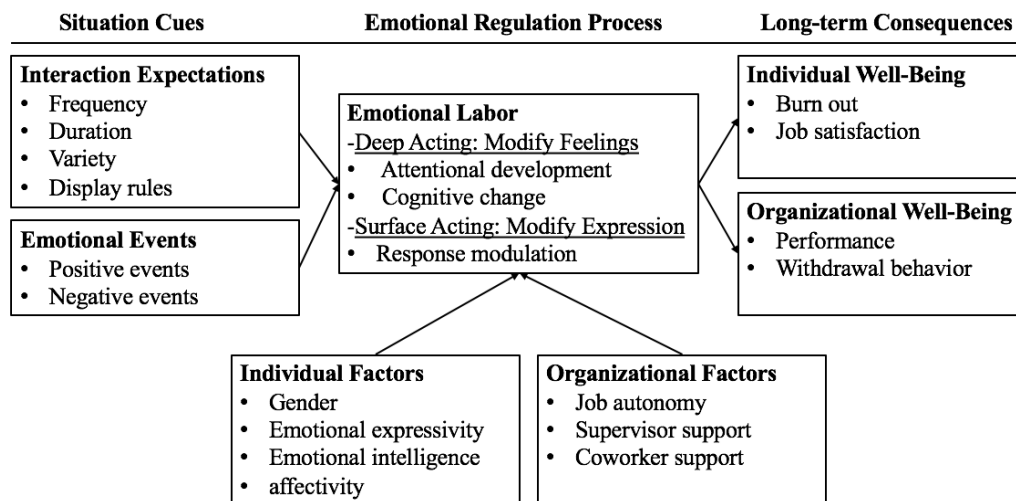 Situation Cues
Emotional Regulation Process
Long-term Consequences
Interaction Expectations
• Frequency
• Duration
• Variety
• Display rules
Emotional Events
• Positive events
• Negative events
Emotional Labor
-Deep Acting: Modify Feelings
• Attentional development
• Cognitive change
-Surface Acting: Modify Expression
• Response modulation
Individual Well-Being
• Burn out
• Job satisfaction
Organizational Well-Being
• Performance
• Withdrawal behavior
Individual Factors
• Gender
• Emotional expressivity
• Emotional intelligence
• affectivity
Organizational Factors
• Job autonomy
• Supervisor support
• Coworker support